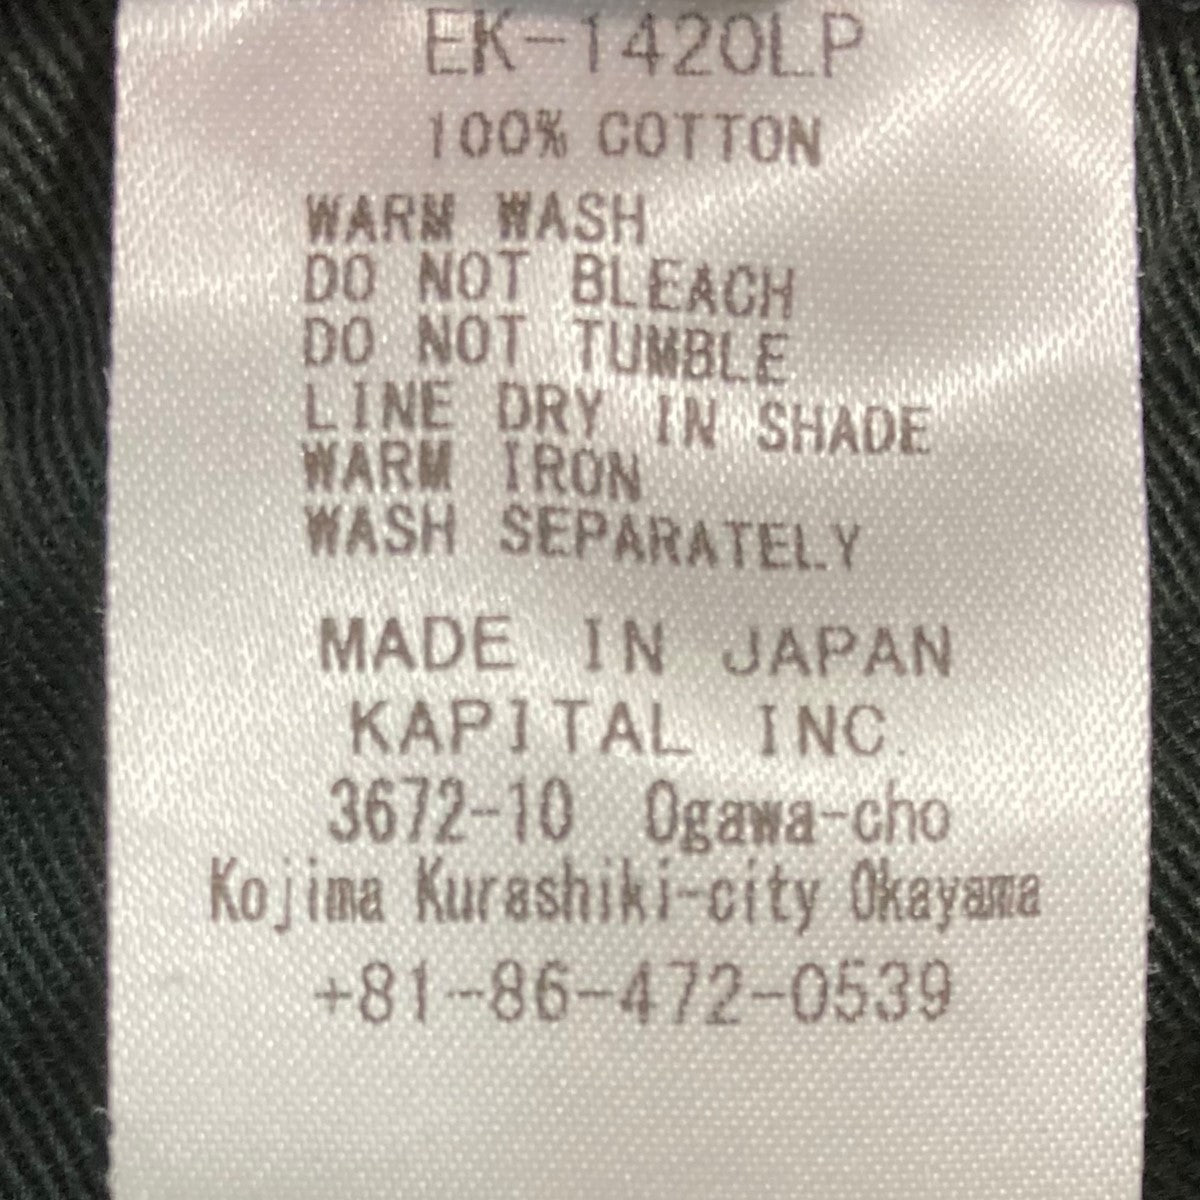 EK-1420LP
100% COTTON
WARM WASH
DO NOT BLEACH
DO NOT TUMBLE
LINE DRY IN SHADE
WARM IRON
WASH SEPARATELY
MADE IN JAPAN
KAPITAL INC.
3672-10 Ogawa-cho
Kojima Kurashiki-city Okayama
+81-86-472-0539